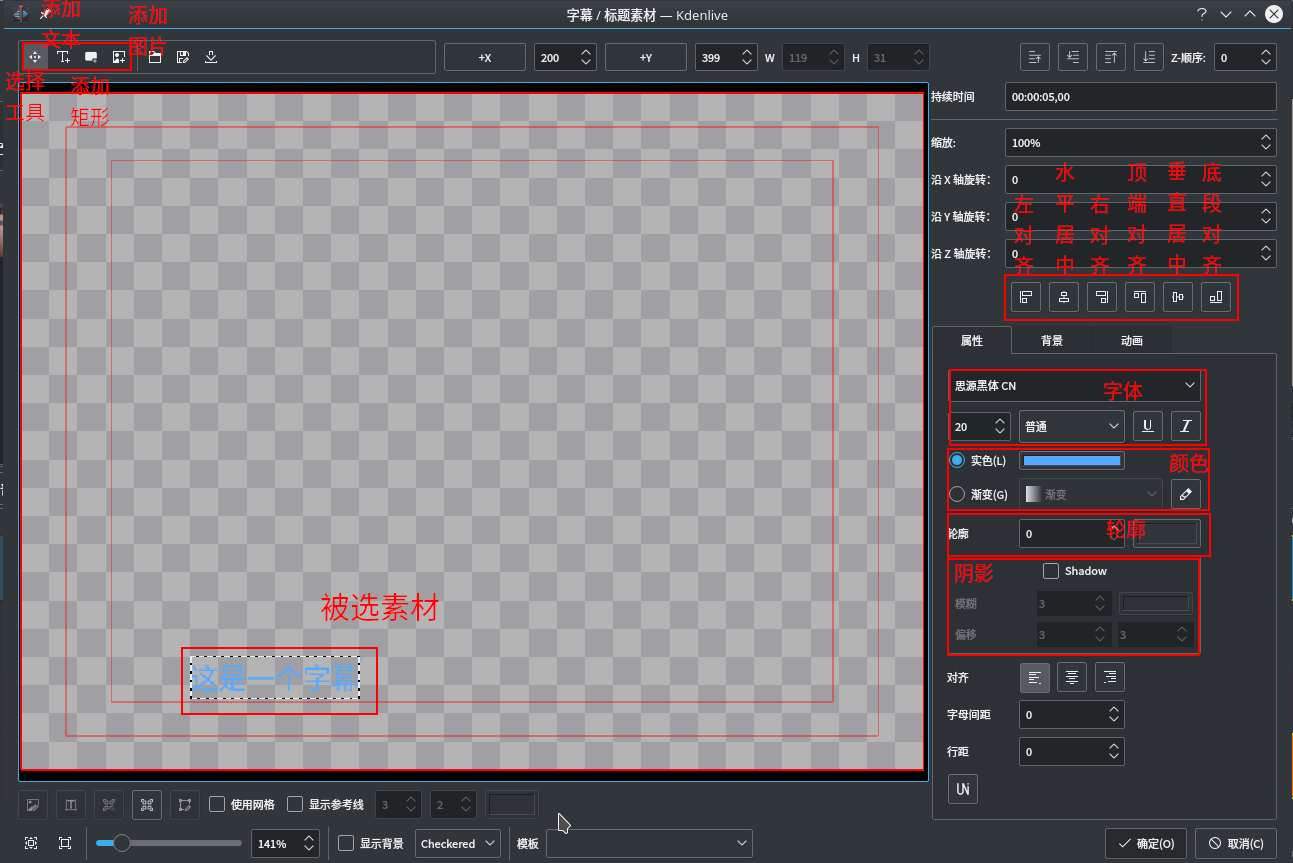 字幕 / 标题素材 — Kdenlive
添加
文本
添加
图片
选择
工具
添加
矩形
+X
200
+Y
399
W
119
H
31
Z-顺序:
0
持续时间
00:00:05,00
缩放:
100%
沿 X 轴旋转:
0
沿 Y 轴旋转:
0
沿 Z 轴旋转:
0
左
对
齐
水
平
居
中
右
对
齐
顶
端
对
齐
垂
直
居
中
底
段
对
齐
属性
背景
动画
思源黑体 CN
字体
20
普通
U
I
实色(L)
颜色
渐变(G)
渐变
轮廓
0
轮廓
阴影
Shadow
模糊
3
偏移
3
3
对齐
字母间距
0
行距
0
被选素材
这是一个字幕
使用网格
显示参考线
3
2
141%
显示背景
Checkered
模板
确定(O)
取消(C)